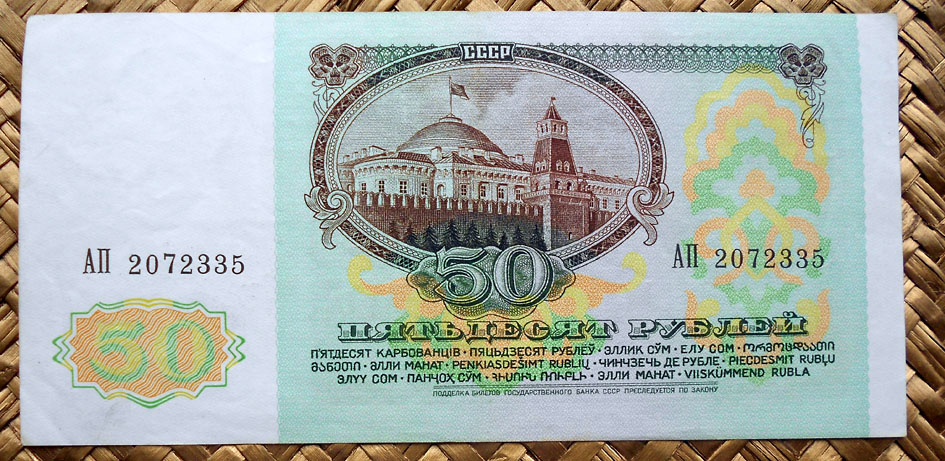 СССР
АП 2072335
АП 2072335
50
50
ПЯТЬДЕСЯТ РУБЛЕЙ
П'ЯТДЕСЯТ КАРБОВАНЦІВ · ПЯЦЬДЗЕСЯТ РУБЛЁЎ · ЭЛЛИК СЎМ · ЕЛУ СОМ · ᲝᲠᲛᲝᲪᲓᲐᲐᲗᲘ
ᲛᲐᲜᲔᲗᲘ · ӘЛЛИ МАНАТ · PENKIASDEŠIMT RUBLIŲ · ЧИНЧЗЕЧЬ ДЕ РУБЛЕ · PIECDESMIT RUBĻU
ЭЛҮҮ СОМ · ПАНҶОҲ СЎМ · ՀԻՍՈՒՆ ՌՈՒԲԼԻ · ЭЛЛИ МАНАТ · VIISKÜMMEND RUBLA
ПОДДЕЛКА БИЛЕТОВ ГОСУДАРСТВЕННОГО БАНКА СССР ПРЕСЛЕДУЕТСЯ ПО ЗАКОНУ